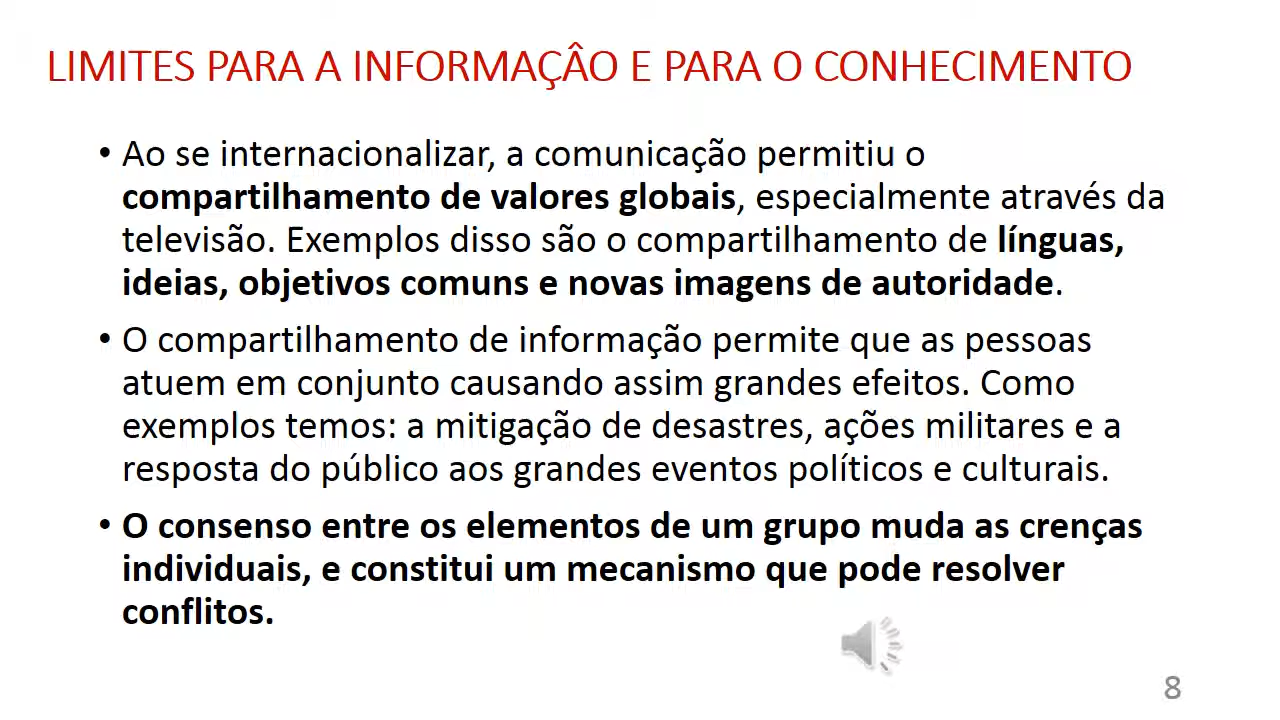 LIMITES PARA A INFORMAÇÂO E PARA O CONHECIMENTO
• Ao se internacionalizar, a comunicação permitiu o
compartilhamento de valores globais, especialmente através da
televisão. Exemplos disso são o compartilhamento de línguas,
ideias, objetivos comuns e novas imagens de autoridade.
• O compartilhamento de informação permite que as pessoas
atuem em conjunto causando assim grandes efeitos. Como
exemplos temos: a mitigação de desastres, ações militares e a
resposta do público aos grandes eventos políticos e culturais.
• O consenso entre os elementos de um grupo muda as crenças
individuais, e constitui um mecanismo que pode resolver
conflitos.
8